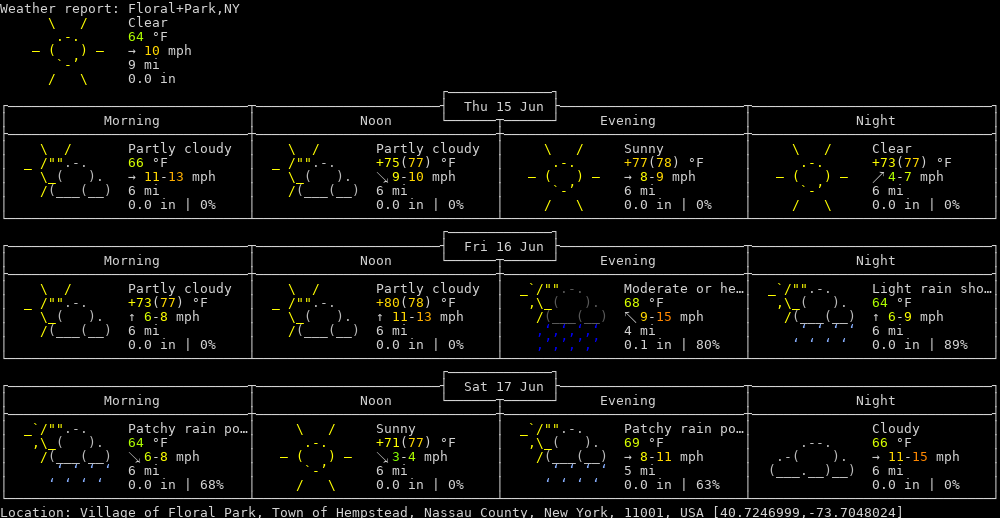 Weather report: Floral+Park,NY
Clear
64 °F
→ 10 mph
9 mi
0.0 in
Thu 15 Jun
Morning Noon Evening Night
Partly cloudy Partly cloudy Sunny Clear
66 °F +75(77) °F +77(78) °F +73(77) °F
→ 11-13 mph ↘ 9-10 mph → 8-9 mph ↗ 4-7 mph
6 mi 6 mi 6 mi 6 mi
0.0 in | 0% 0.0 in | 0% 0.0 in | 0% 0.0 in | 0%
Fri 16 Jun
Morning Noon Evening Night
Partly cloudy Partly cloudy Moderate or he… Light rain sho…
+73(77) °F +80(78) °F 68 °F 64 °F
↑ 6-8 mph ↑ 11-13 mph ↖ 9-15 mph ↑ 6-9 mph
6 mi 6 mi 4 mi 6 mi
0.0 in | 0% 0.0 in | 0% 0.1 in | 80% 0.0 in | 89%
Sat 17 Jun
Morning Noon Evening Night
Patchy rain po… Sunny Patchy rain po… Cloudy
64 °F +71(77) °F 69 °F 66 °F
↘ 6-8 mph ↘ 3-4 mph → 8-11 mph → 11-15 mph
6 mi 6 mi 5 mi 6 mi
0.0 in | 68% 0.0 in | 0% 0.0 in | 63% 0.0 in | 0%
Location: Village of Floral Park, Town of Hempstead, Nassau County, New York, 11001, USA [40.7246999,-73.7048024]